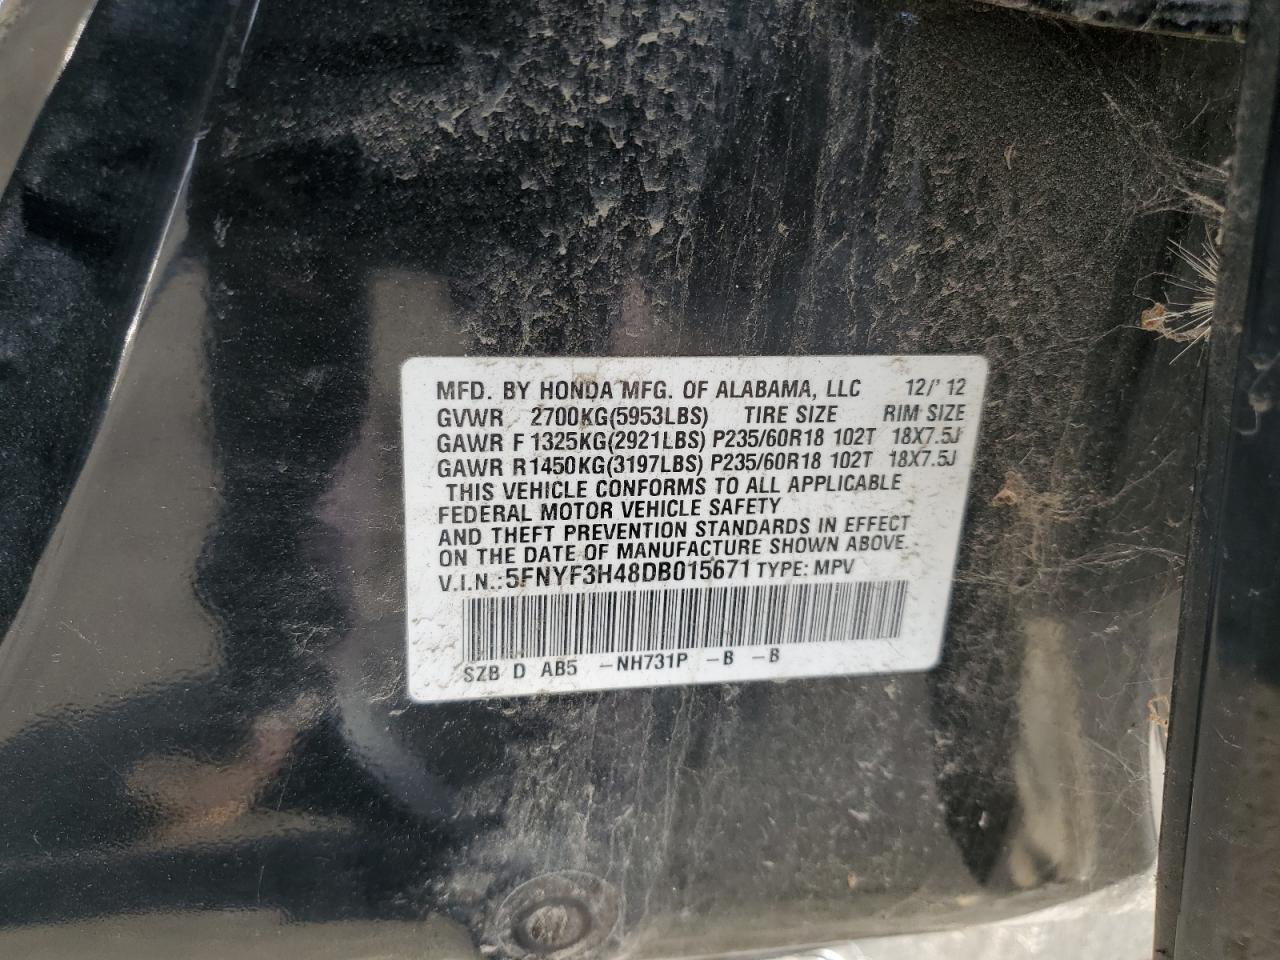 MFD. BY HONDA MFG. OF ALABAMA, LLC 12/'12
GVWR 2700KG(5953LBS) TIRE SIZE RIM SIZE
GAWR F 1325KG(2921LBS) P235/60R18 102T 18X7.5J
GAWR R1450KG(3197LBS) P235/60R18 102T 18X7.5J
THIS VEHICLE CONFORMS TO ALL APPLICABLE
FEDERAL MOTOR VEHICLE SAFETY
AND THEFT PREVENTION STANDARDS IN EFFECT
ON THE DATE OF MANUFACTURE SHOWN ABOVE.
V.I.N.:5FNYF3H48DB015671 TYPE: MPV
SZB D AB5 -NH731P -B -B